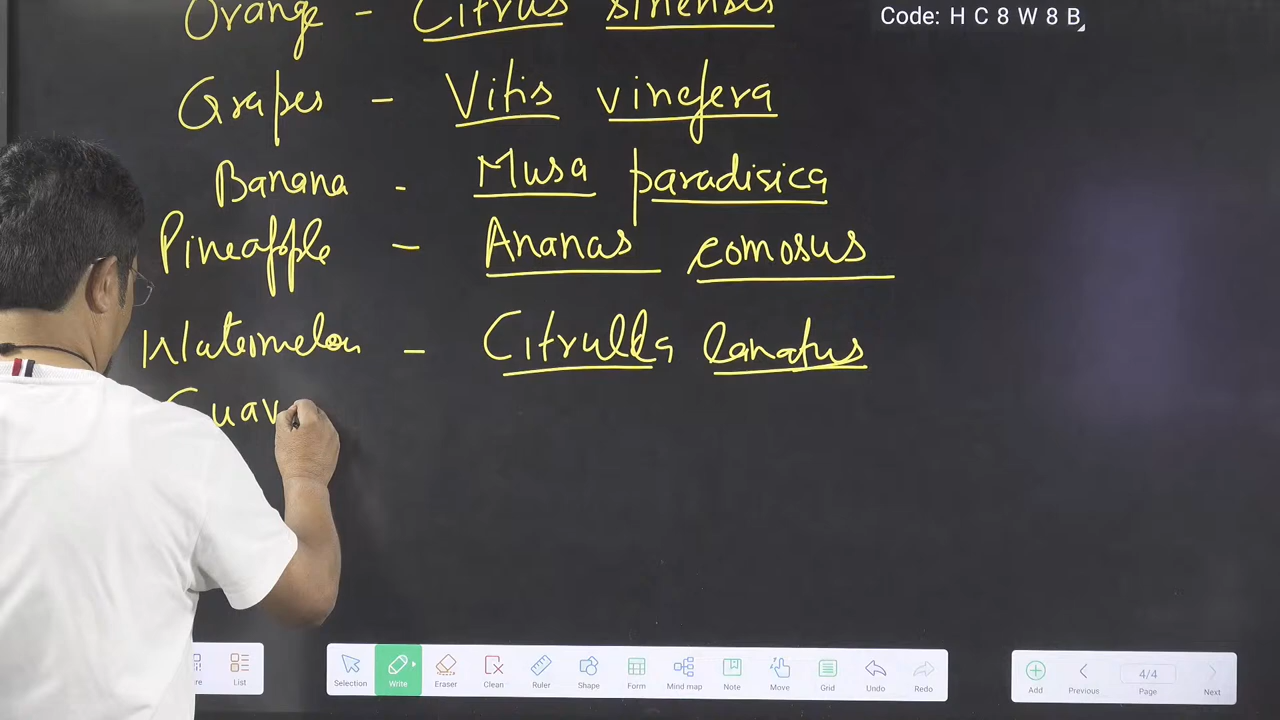 Orange - Citrus sinensis
Code: H C 8 W 8 B
Grapes - Vitis vinefera
Banana - Musa paradisica
Pineapple - Ananas comosus
Watermelon - Citrulla lanatus
Guav
List
Selection
Write
Eraser
Clean
Ruler
Shape
Form
Mind map
Note
Move
Grid
Undo
Redo
Add
Previous
4/4
Page
Next